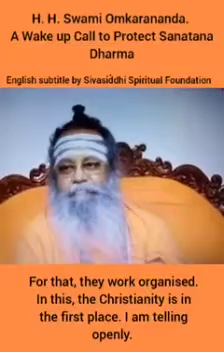 H. H. Swami Omkarananda.
A Wake up Call to Protect Sanatana
Dharma
English subtitle by Sivasiddhi Spiritual Foundation
For that, they work organised.
In this, the Christianity is in
the first place. I am telling
openly.